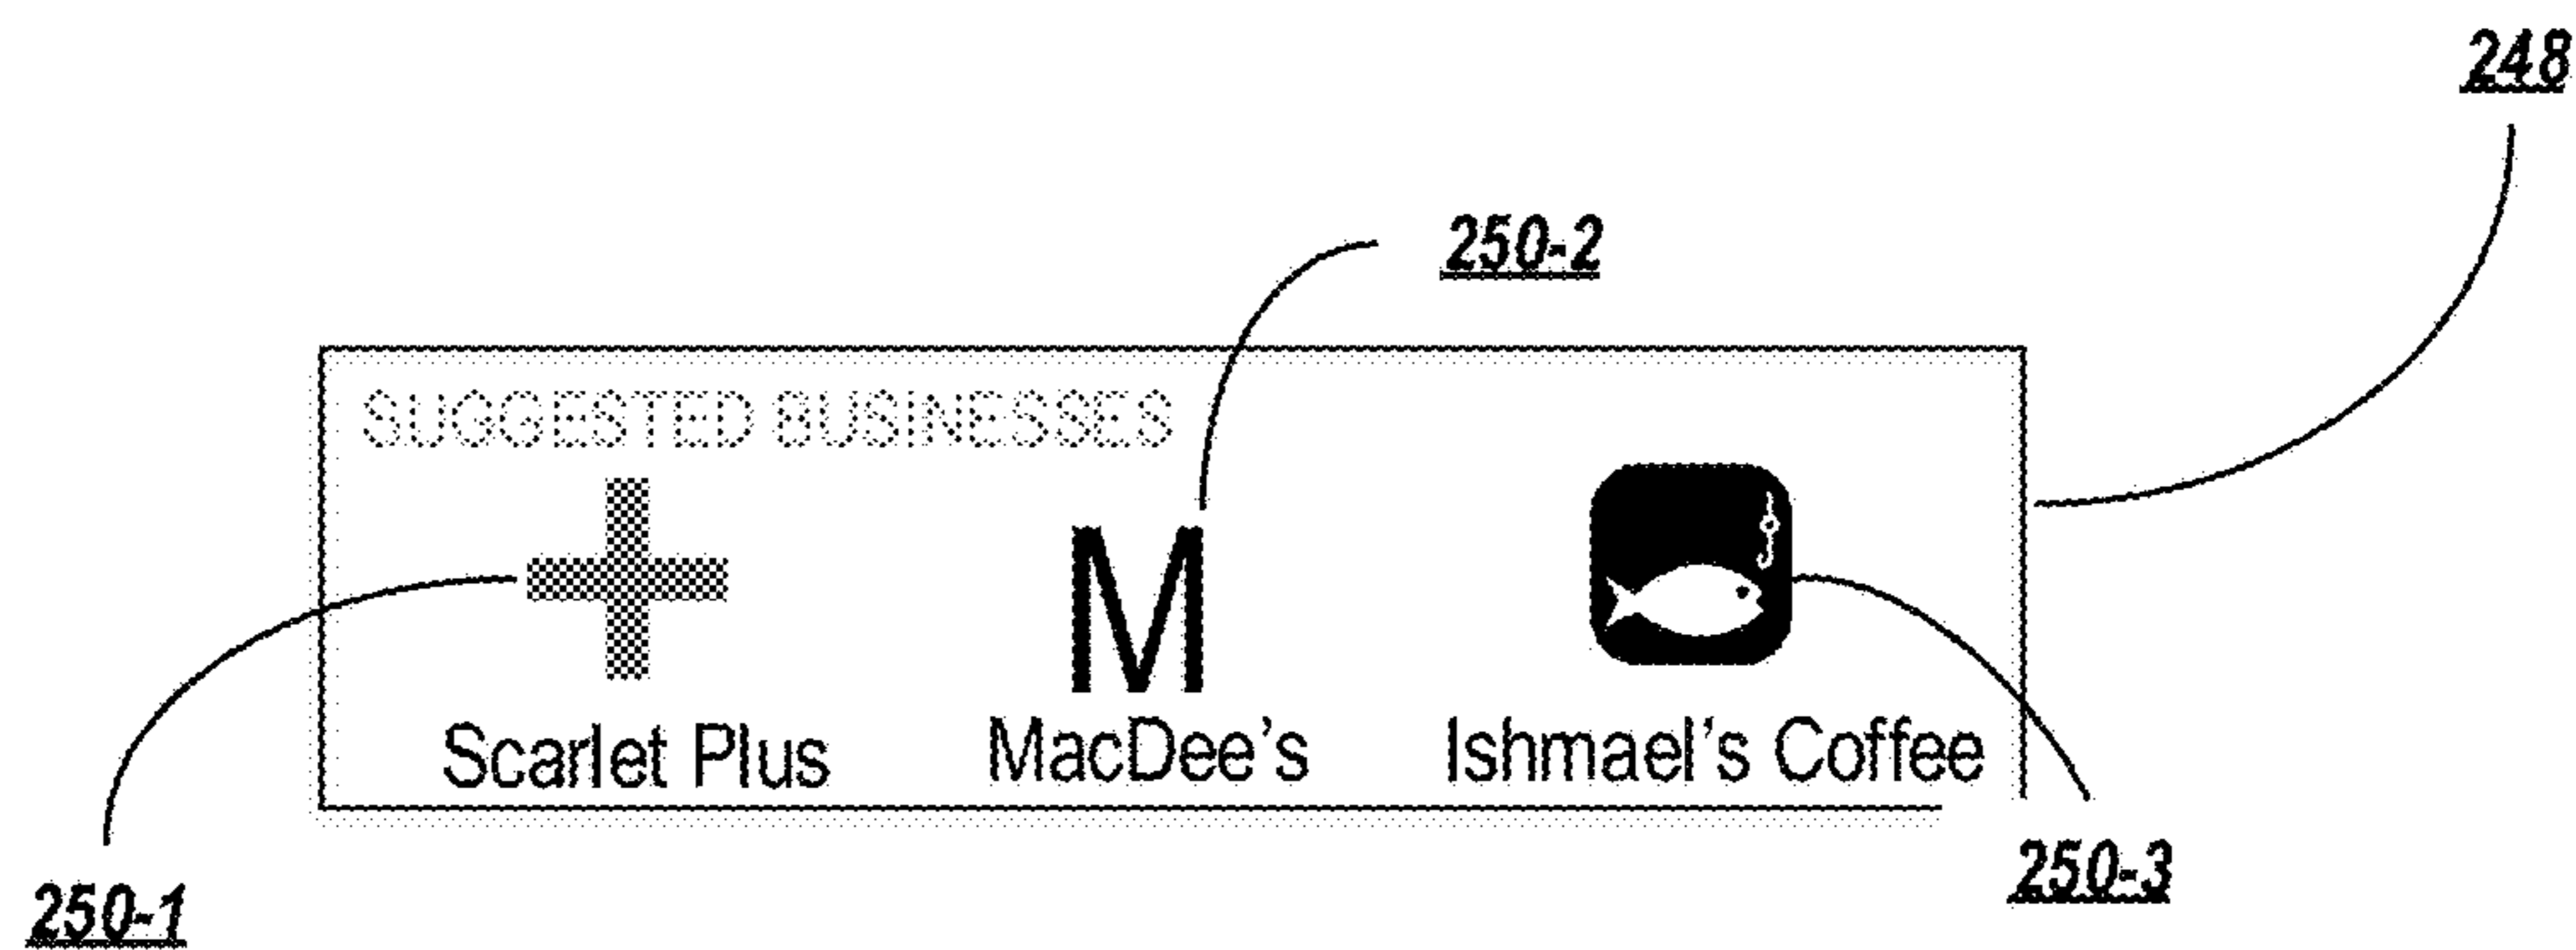 248
250-2
SUGGESTED BUSINESSES
M
Scarlet Plus MacDee's Ishmael's Coffee
250-1
250-3